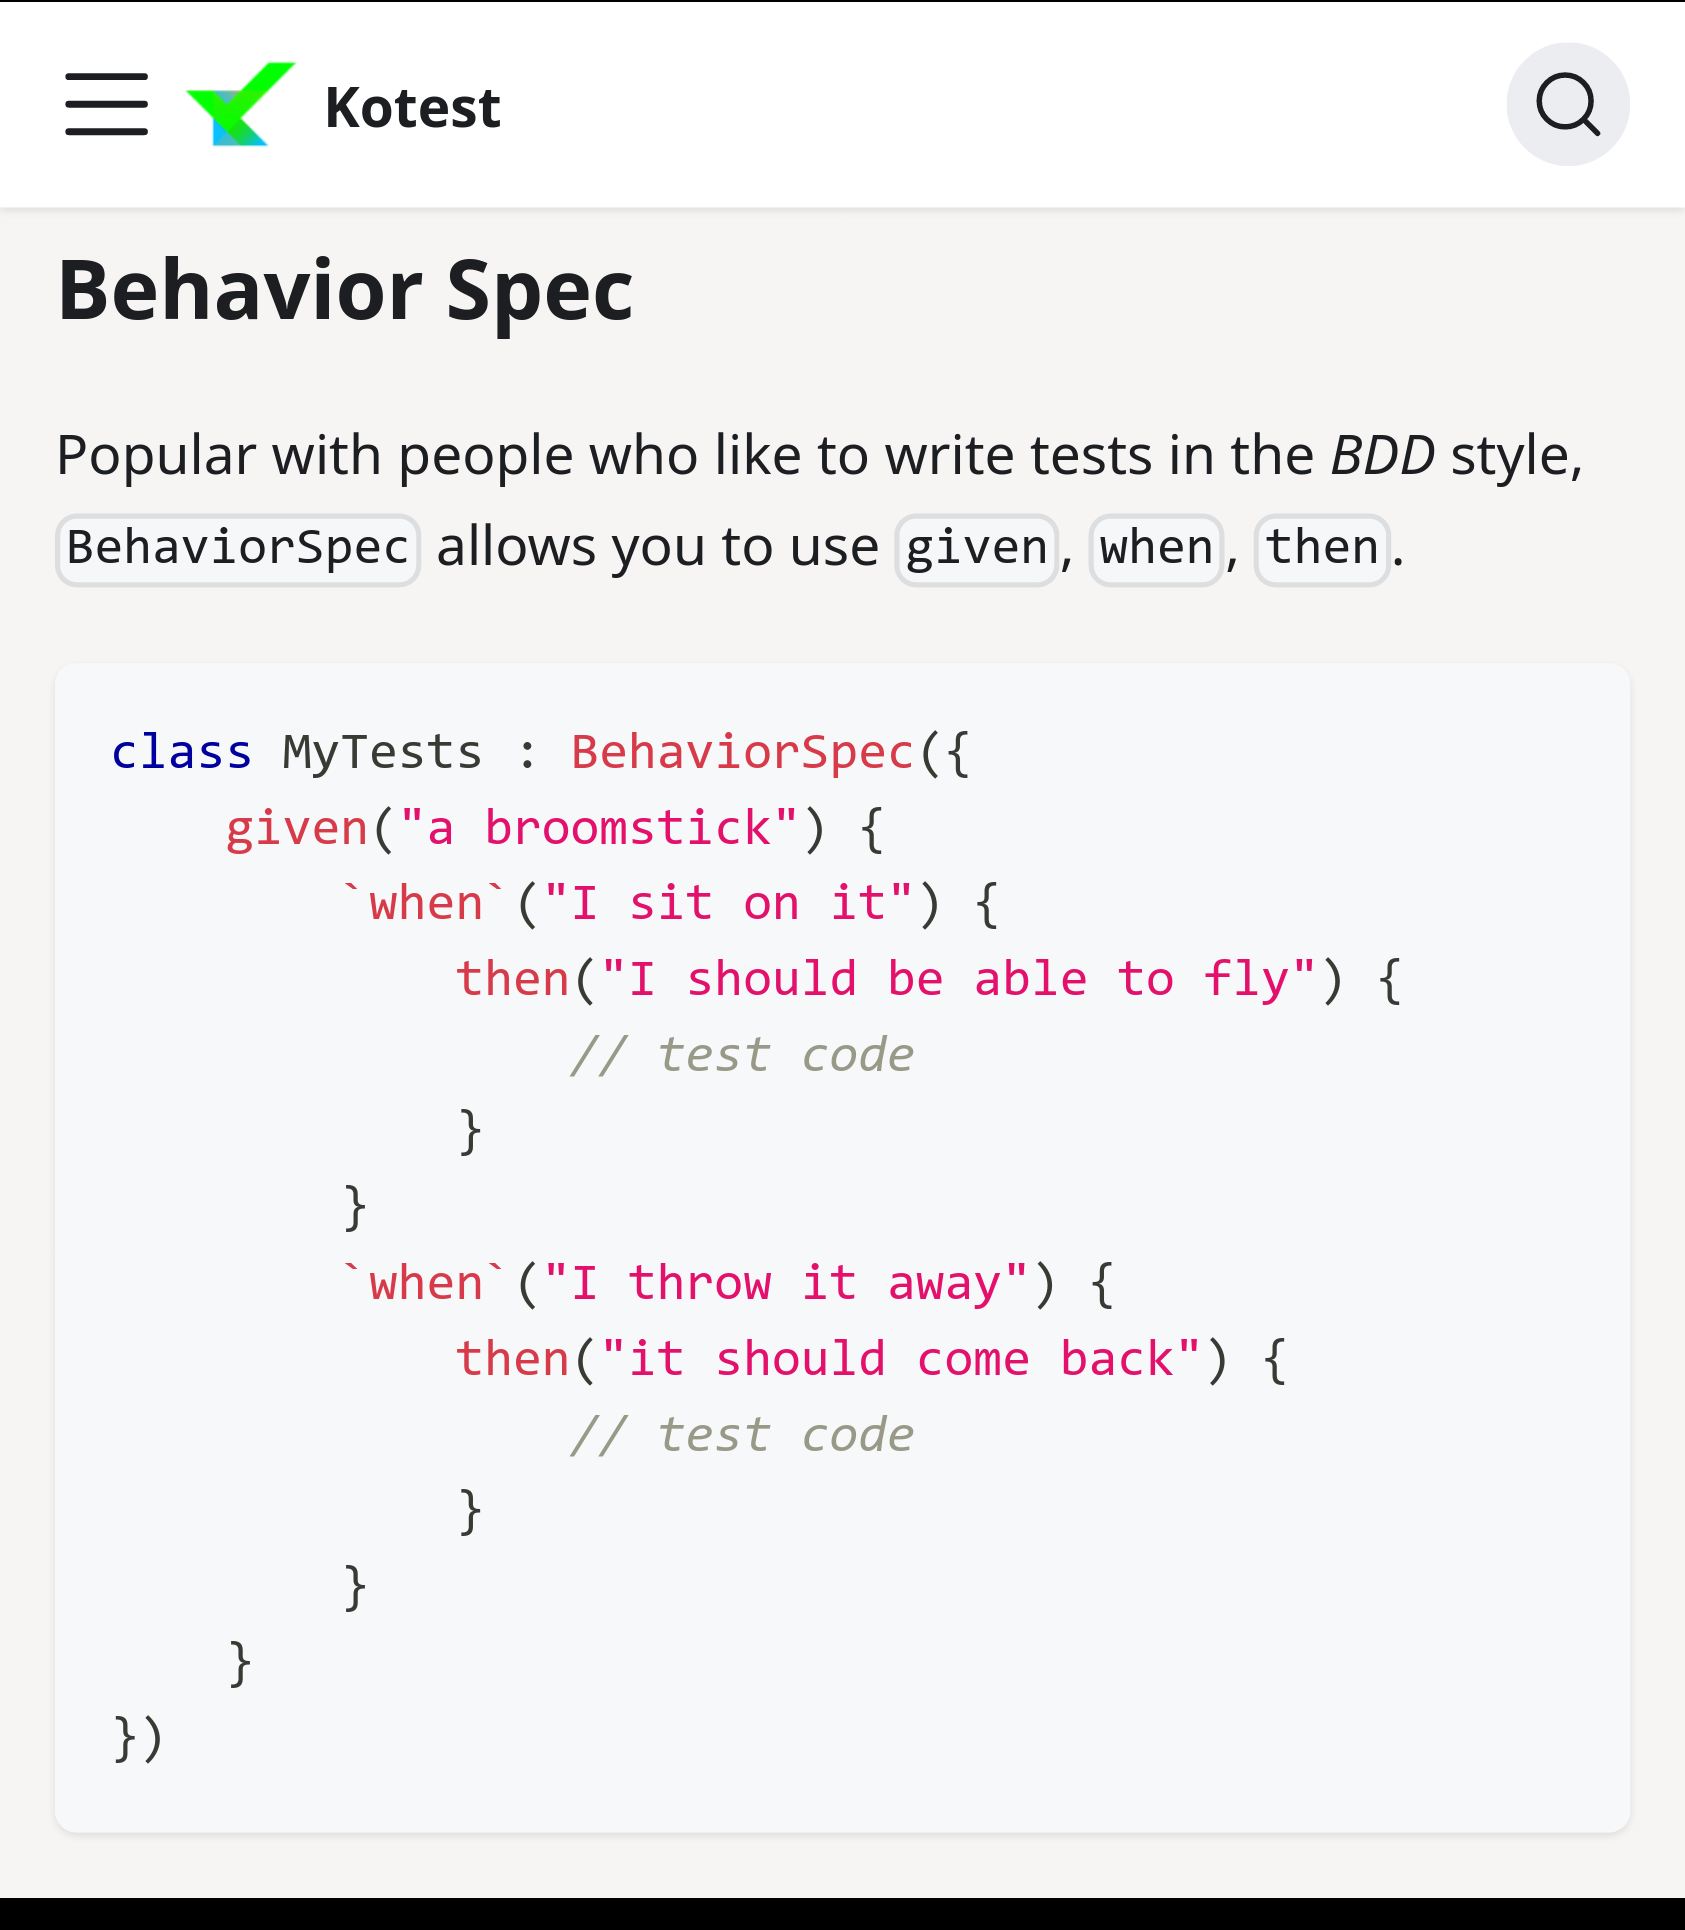 Kotest
Behavior Spec
Popular with people who like to write tests in the BDD style,
BehaviorSpec allows you to use given, when, then.
class MyTests : BehaviorSpec({
    given("a broomstick") {
        `when`("I sit on it") {
            then("I should be able to fly") {
                // test code
            }
        }
        `when`("I throw it away") {
            then("it should come back") {
                // test code
            }
        }
    }
})